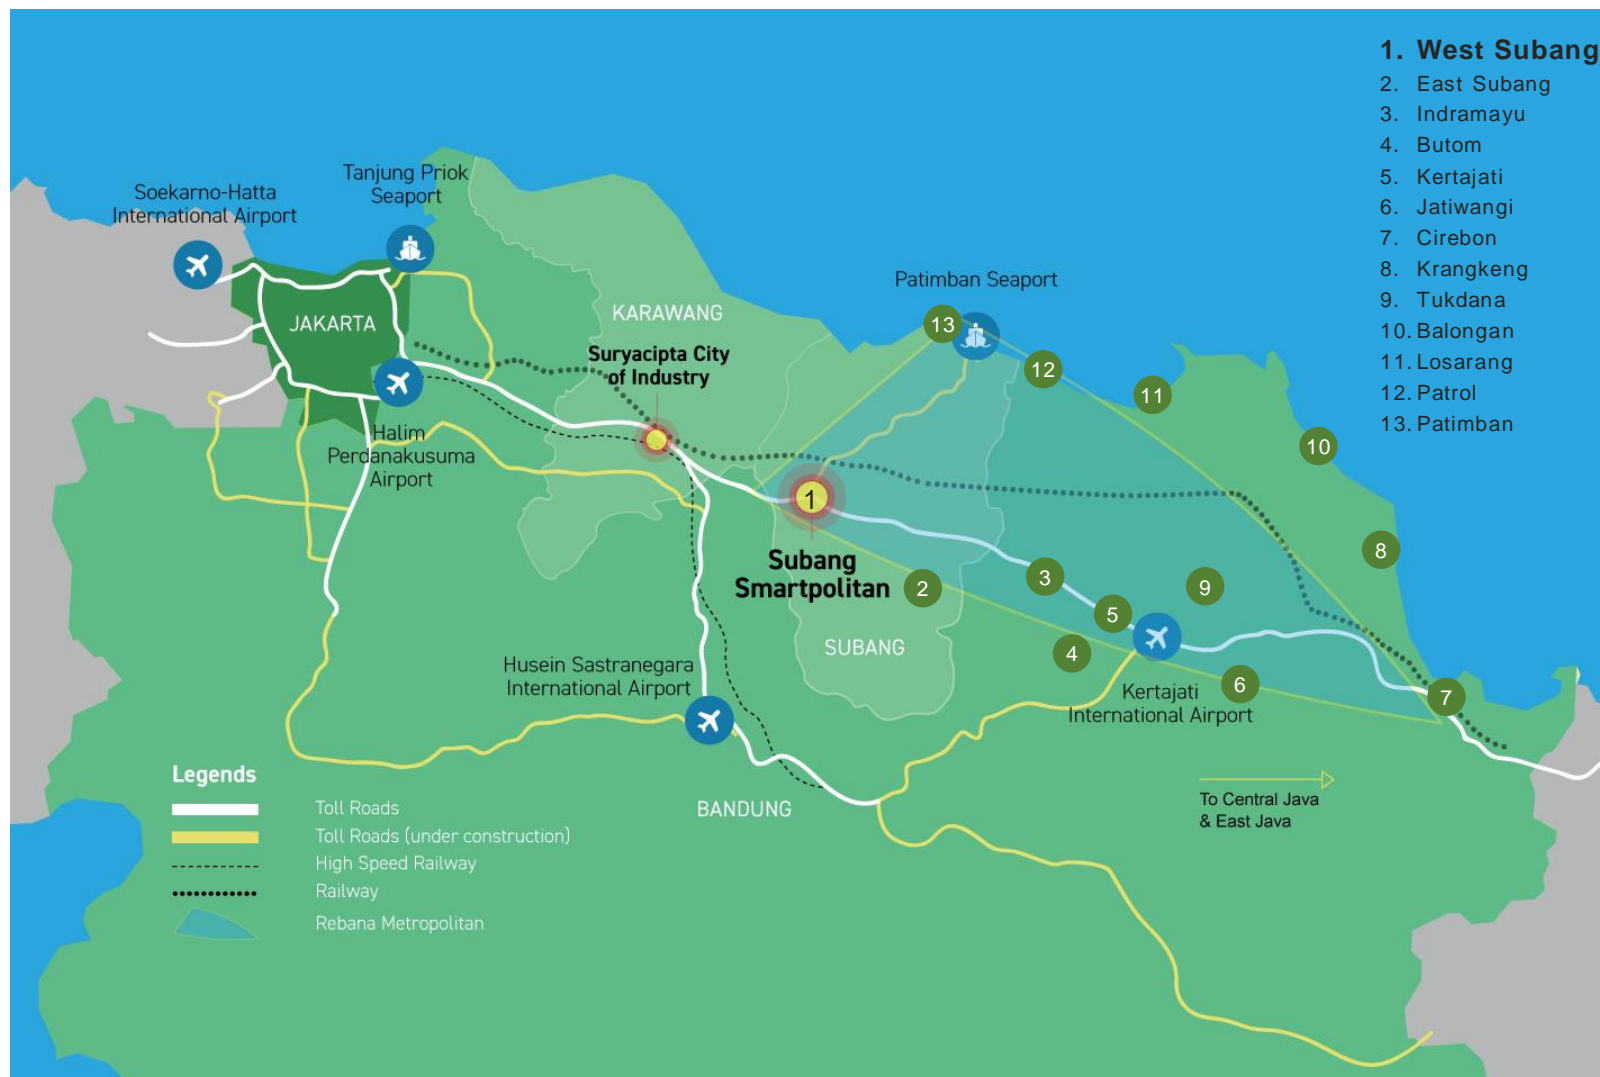 1. West Subang
2. East Subang
3. Indramayu
4. Butom
5. Kertajati
6. Jatiwangi
7. Cirebon
8. Krangkeng
9. Tukdana
10. Balongan
11. Losarang
12. Patrol
13. Patimban
Tanjung Priok
Seaport
Soekarno-Hatta
International Airport
Patimban Seaport
KARAWANG
13
JAKARTA
Suryacipta City
of Industry
12
11
Halim
Perdanakusuma
Airport
10
1
Subang
Smartpolitan
8
2
3
9
5
SUBANG
4
Husein Sastranegara
International Airport
6
7
Kertajati
International Airport
BANDUNG
To Central Java
& East Java
Legends
Toll Roads
Toll Roads (under construction)
High Speed Railway
Railway
Rebana Metropolitan